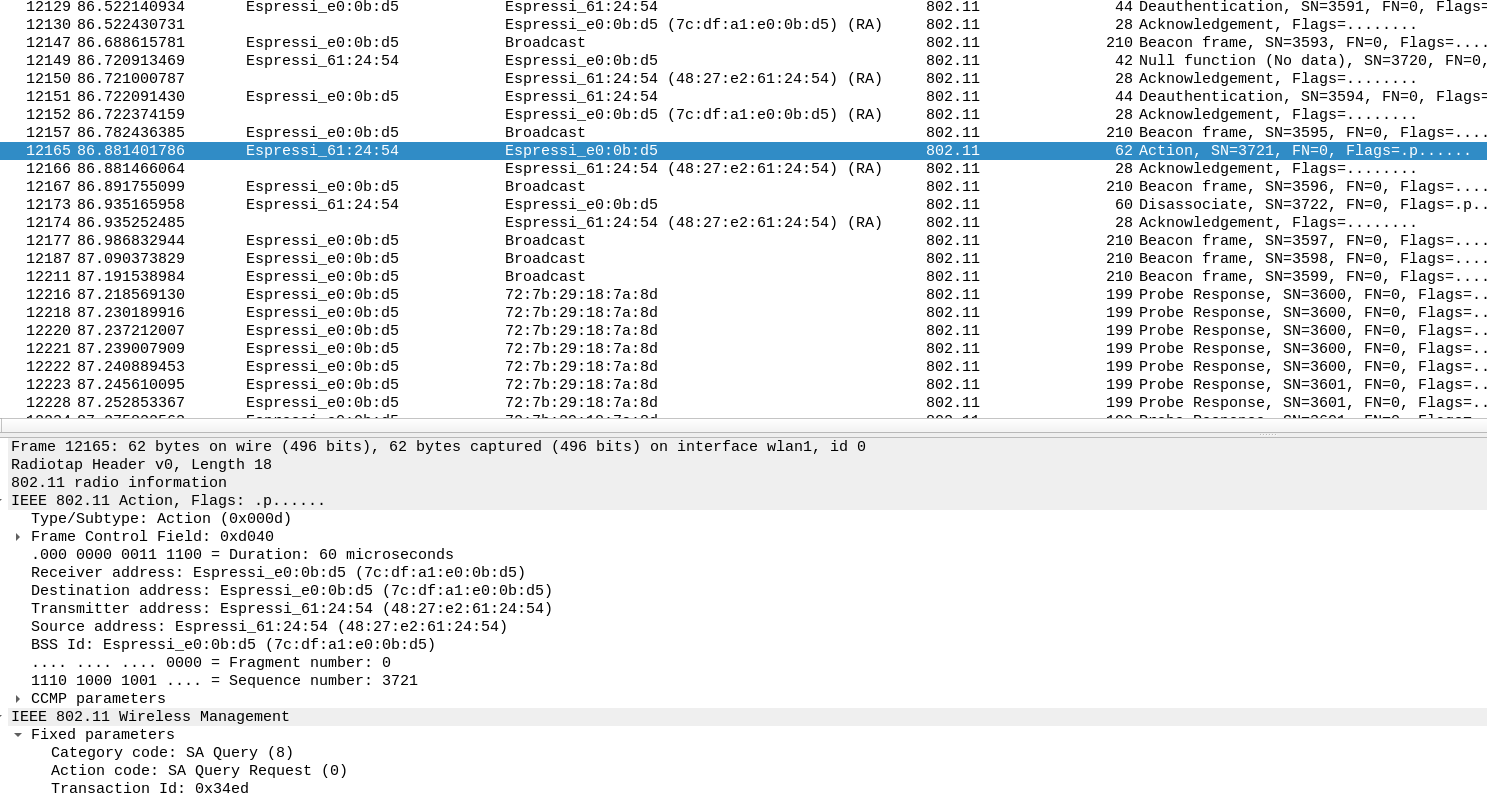 12129 86.522140934 Espressi_e0:0b:d5 Espressi_61:24:54 802.11 44 Deauthentication, SN=3591, FN=0, Flags=
12130 86.522430731 Espressi_e0:0b:d5 (7c:df:a1:e0:0b:d5) (RA) 802.11 28 Acknowledgement, Flags=........
12147 86.688615781 Espressi_e0:0b:d5 Broadcast 802.11 210 Beacon frame, SN=3593, FN=0, Flags=....
12149 86.720913469 Espressi_61:24:54 Espressi_e0:0b:d5 802.11 42 Null function (No data), SN=3720, FN=0,
12150 86.721000787 Espressi_61:24:54 (48:27:e2:61:24:54) (RA) 802.11 28 Acknowledgement, Flags=........
12151 86.722091430 Espressi_e0:0b:d5 Espressi_61:24:54 802.11 44 Deauthentication, SN=3594, FN=0, Flags=
12152 86.722374159 Espressi_e0:0b:d5 (7c:df:a1:e0:0b:d5) (RA) 802.11 28 Acknowledgement, Flags=........
12157 86.782436385 Espressi_e0:0b:d5 Broadcast 802.11 210 Beacon frame, SN=3595, FN=0, Flags=....
12165 86.881401786 Espressi_61:24:54 Espressi_e0:0b:d5 802.11 62 Action, SN=3721, FN=0, Flags=.p......
12166 86.881466064 Espressi_61:24:54 (48:27:e2:61:24:54) (RA) 802.11 28 Acknowledgement, Flags=........
12167 86.891755099 Espressi_e0:0b:d5 Broadcast 802.11 210 Beacon frame, SN=3596, FN=0, Flags=....
12173 86.935165958 Espressi_61:24:54 Espressi_e0:0b:d5 802.11 60 Disassociate, SN=3722, FN=0, Flags=.p..
12174 86.935252485 Espressi_61:24:54 (48:27:e2:61:24:54) (RA) 802.11 28 Acknowledgement, Flags=........
12177 86.986832944 Espressi_e0:0b:d5 Broadcast 802.11 210 Beacon frame, SN=3597, FN=0, Flags=....
12187 87.090373829 Espressi_e0:0b:d5 Broadcast 802.11 210 Beacon frame, SN=3598, FN=0, Flags=....
12211 87.191538984 Espressi_e0:0b:d5 Broadcast 802.11 210 Beacon frame, SN=3599, FN=0, Flags=....
12216 87.218569130 Espressi_e0:0b:d5 72:7b:29:18:7a:8d 802.11 199 Probe Response, SN=3600, FN=0, Flags=..
12218 87.230189916 Espressi_e0:0b:d5 72:7b:29:18:7a:8d 802.11 199 Probe Response, SN=3600, FN=0, Flags=..
12220 87.237212007 Espressi_e0:0b:d5 72:7b:29:18:7a:8d 802.11 199 Probe Response, SN=3600, FN=0, Flags=..
12221 87.239007909 Espressi_e0:0b:d5 72:7b:29:18:7a:8d 802.11 199 Probe Response, SN=3600, FN=0, Flags=..
12222 87.240889453 Espressi_e0:0b:d5 72:7b:29:18:7a:8d 802.11 199 Probe Response, SN=3600, FN=0, Flags=..
12223 87.245610095 Espressi_e0:0b:d5 72:7b:29:18:7a:8d 802.11 199 Probe Response, SN=3601, FN=0, Flags=..
12228 87.252853367 Espressi_e0:0b:d5 72:7b:29:18:7a:8d 802.11 199 Probe Response, SN=3601, FN=0, Flags=..
Frame 12165: 62 bytes on wire (496 bits), 62 bytes captured (496 bits) on interface wlan1, id 0
Radiotap Header v0, Length 18
802.11 radio information
IEEE 802.11 Action, Flags: .p......
Type/Subtype: Action (0x000d)
Frame Control Field: 0xd040
.000 0000 0011 1100 = Duration: 60 microseconds
Receiver address: Espressi_e0:0b:d5 (7c:df:a1:e0:0b:d5)
Destination address: Espressi_e0:0b:d5 (7c:df:a1:e0:0b:d5)
Transmitter address: Espressi_61:24:54 (48:27:e2:61:24:54)
Source address: Espressi_61:24:54 (48:27:e2:61:24:54)
BSS Id: Espressi_e0:0b:d5 (7c:df:a1:e0:0b:d5)
.... .... .... 0000 = Fragment number: 0
1110 1000 1001 .... = Sequence number: 3721
CCMP parameters
IEEE 802.11 Wireless Management
Fixed parameters
Category code: SA Query (8)
Action code: SA Query Request (0)
Transaction Id: 0x34ed